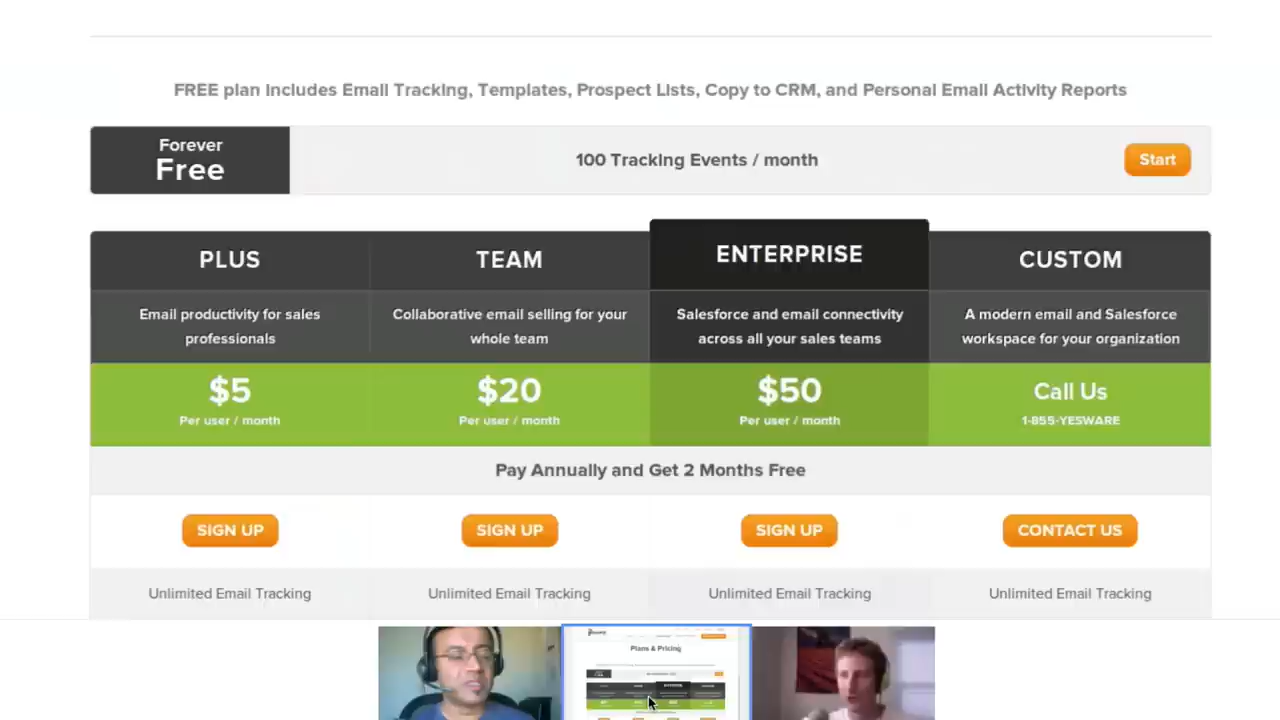 FREE plan includes Email Tracking, Templates, Prospect Lists, Copy to CRM, and Personal Email Activity Reports
Forever
Free
100 Tracking Events / month
Start
PLUS
TEAM
ENTERPRISE
CUSTOM
Email productivity for sales
professionals
Collaborative email selling for your
whole team
Salesforce and email connectivity
across all your sales teams
A modern email and Salesforce
workspace for your organization
$5
Per user / month
$20
Per user / month
$50
Per user / month
Call Us
1-855-YESWARE
Pay Annually and Get 2 Months Free
SIGN UP
SIGN UP
SIGN UP
CONTACT US
Unlimited Email Tracking
Unlimited Email Tracking
Unlimited Email Tracking
Unlimited Email Tracking
Plans & Pricing